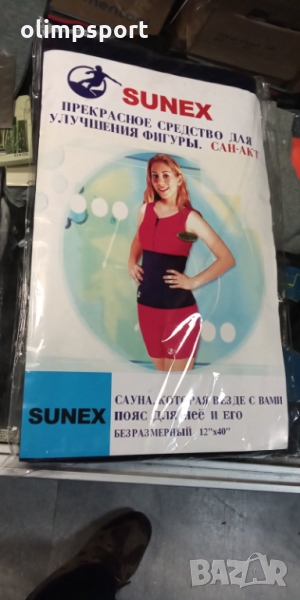 olimpsport
SUNEX
ПРЕКРАСНОЕ СРЕДСТВО ДЛЯ
УЛУЧШЕНИЯ ФИГУРЫ. САН-АКТ
SUNEX
САУНА, КОТОРАЯ ВЕЗДЕ С ВАМИ
ПОЯС ДЛЯ НЕЁ И ЕГО
БЕЗРАЗМЕРНЫЙ 12"x40"
bazar.bg